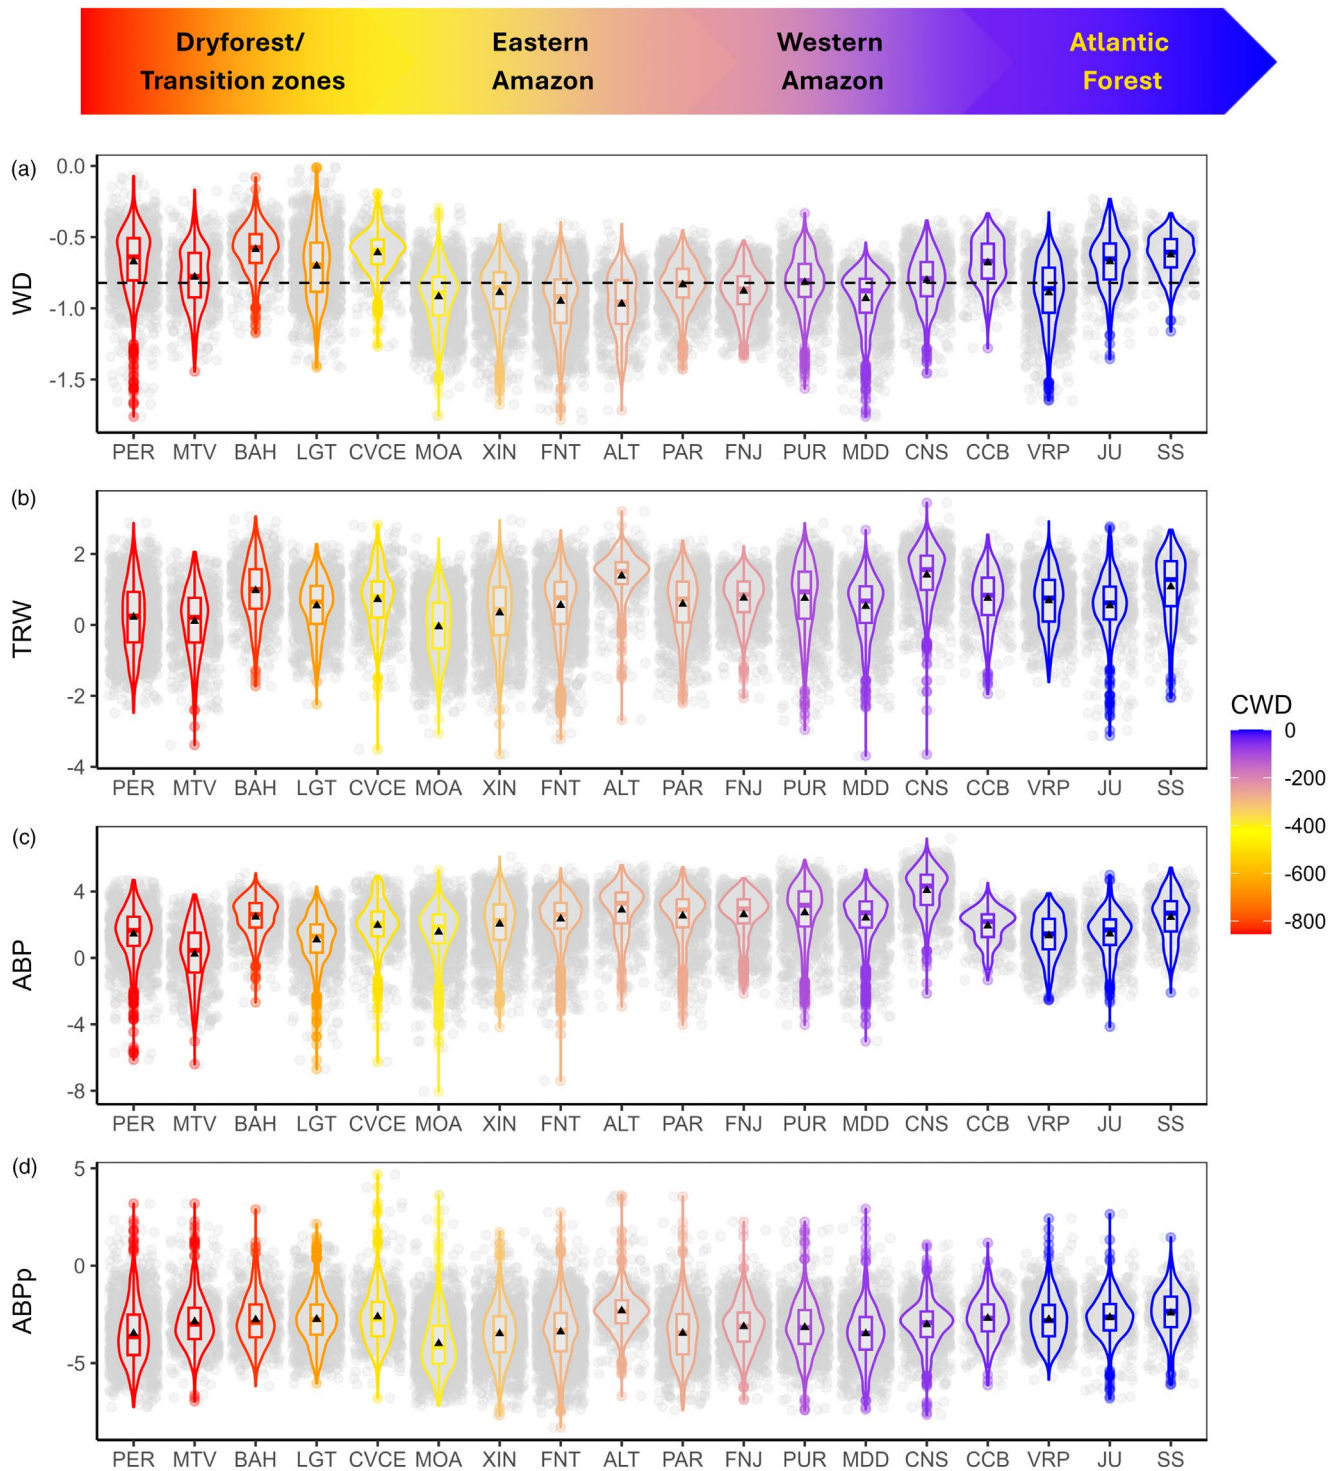 Dryforest/ Eastern Western Atlantic
Transition zones Amazon Amazon Forest
(a)
WD
0.0
-0.5
-1.0
-1.5
PER MTV BAH LGT CVCE MOA XIN FNT ALT PAR FNJ PUR MDD CNS CCB VRP JU SS
(b)
TRW
2
0
-2
-4
PER MTV BAH LGT CVCE MOA XIN FNT ALT PAR FNJ PUR MDD CNS CCB VRP JU SS
CWD
0
-200
-400
-600
-800
(c)
ABP
4
0
-4
-8
PER MTV BAH LGT CVCE MOA XIN FNT ALT PAR FNJ PUR MDD CNS CCB VRP JU SS
(d)
ABPp
5
0
-5
PER MTV BAH LGT CVCE MOA XIN FNT ALT PAR FNJ PUR MDD CNS CCB VRP JU SS